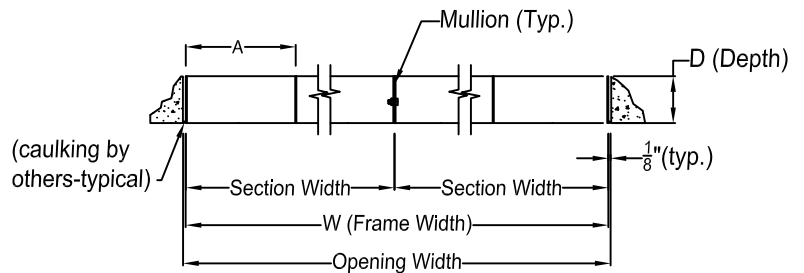 Mullion (Typ.)
A
D (Depth)
(caulking by
others-typical)
1/8"(typ.)
Section Width
Section Width
W (Frame Width)
Opening Width